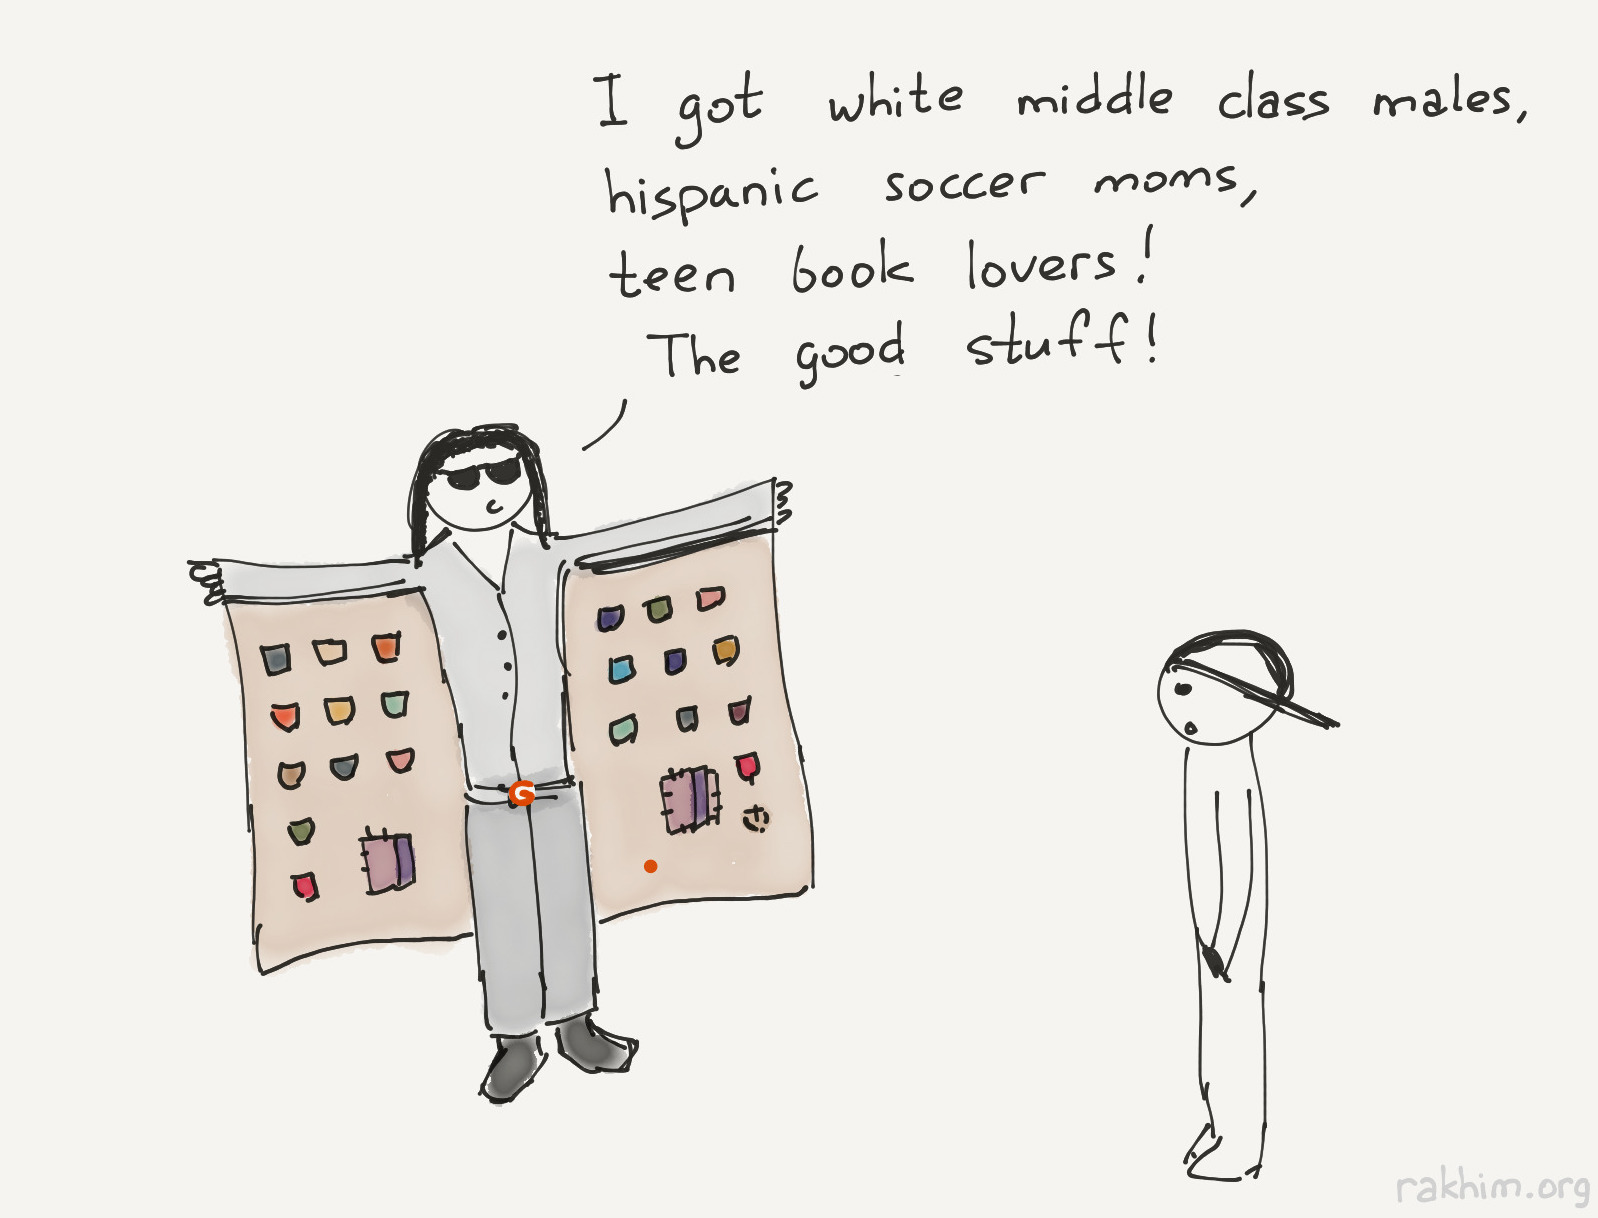 I got white middle class males,
hispanic soccer moms,
teen book lovers!
The good stuff!
G
rakhim.org